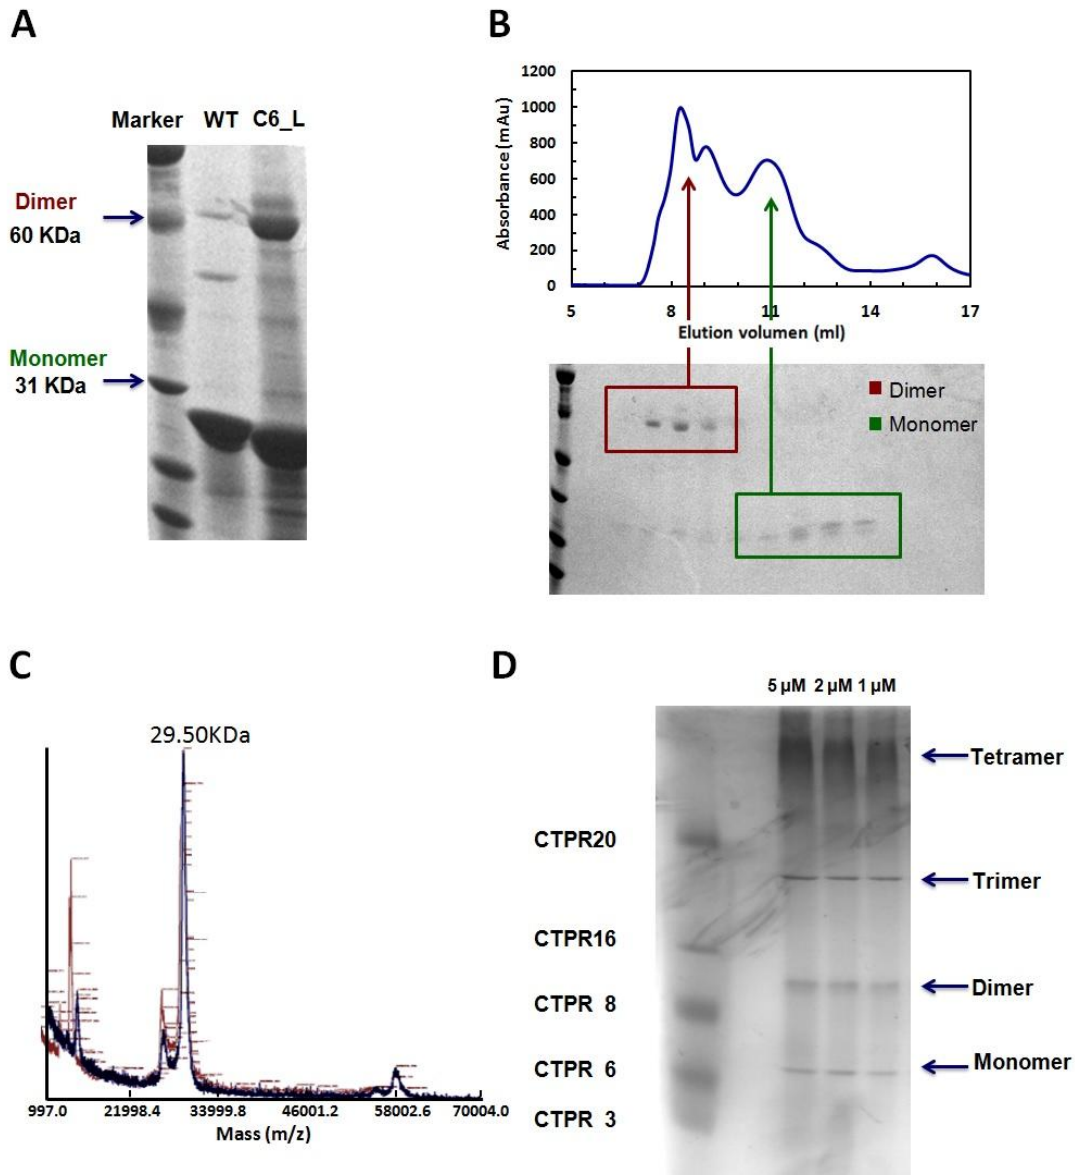 A
Marker WT C6_L
Dimer
60 KDa
Monomer
31 KDa
B
Absorbance (mAu)
1200
1000
800
600
400
200
0
5 8 11 14 17
Elution volumen (ml)
Dimer
Monomer
C
29.50KDa
997.0 21998.4 33999.8 46001.2 58002.6 70004.0
Mass (m/z)
D
5 µM 2 µM 1 µM
Tetramer
CTPR20
Trimer
CTPR16
Dimer
CTPR 8
Monomer
CTPR 6
CTPR 3